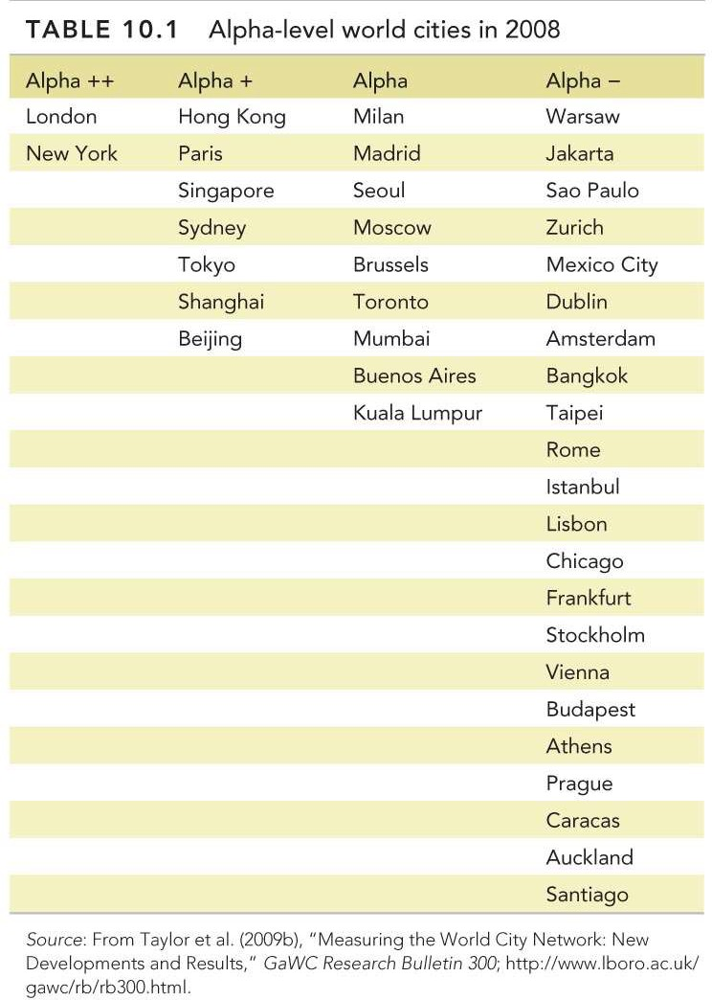 TABLE 10.1 Alpha-level world cities in 2008
Alpha ++ Alpha + Alpha Alpha −
London Hong Kong Milan Warsaw
New York Paris Madrid Jakarta
Singapore Seoul Sao Paulo
Sydney Moscow Zurich
Tokyo Brussels Mexico City
Shanghai Toronto Dublin
Beijing Mumbai Amsterdam
Buenos Aires Bangkok
Kuala Lumpur Taipei
Rome
Istanbul
Lisbon
Chicago
Frankfurt
Stockholm
Vienna
Budapest
Athens
Prague
Caracas
Auckland
Santiago
Source: From Taylor et al. (2009b), “Measuring the World City Network: New
Developments and Results,” GaWC Research Bulletin 300; http://www.lboro.ac.uk/
gawc/rb/rb300.html.